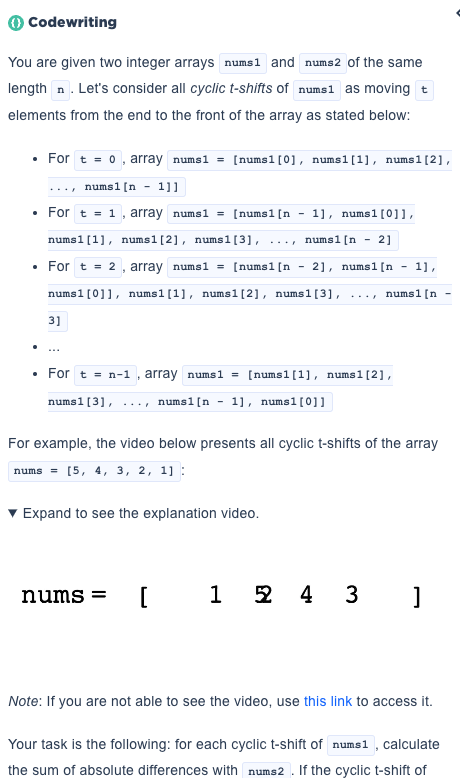 Codewriting
You are given two integer arrays nums1 and nums2 of the same
length n . Let's consider all cyclic t-shifts of nums1 as moving t
elements from the end to the front of the array as stated below:
• For t = 0 , array nums1 = [nums1[0], nums1[1], nums1[2],
..., nums1[n - 1]]
• For t = 1 , array nums1 = [nums1[n - 1], nums1[0]],
nums1[1], nums1[2], nums1[3], ..., nums1[n - 2]
• For t = 2 , array nums1 = [nums1[n - 2], nums1[n - 1],
nums1[0]], nums1[1], nums1[2], nums1[3], ..., nums1[n -
3]
• ...
• For t = n-1 , array nums1 = [nums1[1], nums1[2],
nums1[3], ..., nums1[n - 1], nums1[0]]
For example, the video below presents all cyclic t-shifts of the array
nums = [5, 4, 3, 2, 1] :
▼ Expand to see the explanation video.
nums = [ 1 52 4 3 ]
Note: If you are not able to see the video, use this link to access it.
Your task is the following: for each cyclic t-shift of nums1 , calculate
the sum of absolute differences with nums2 . If the cyclic t-shift of